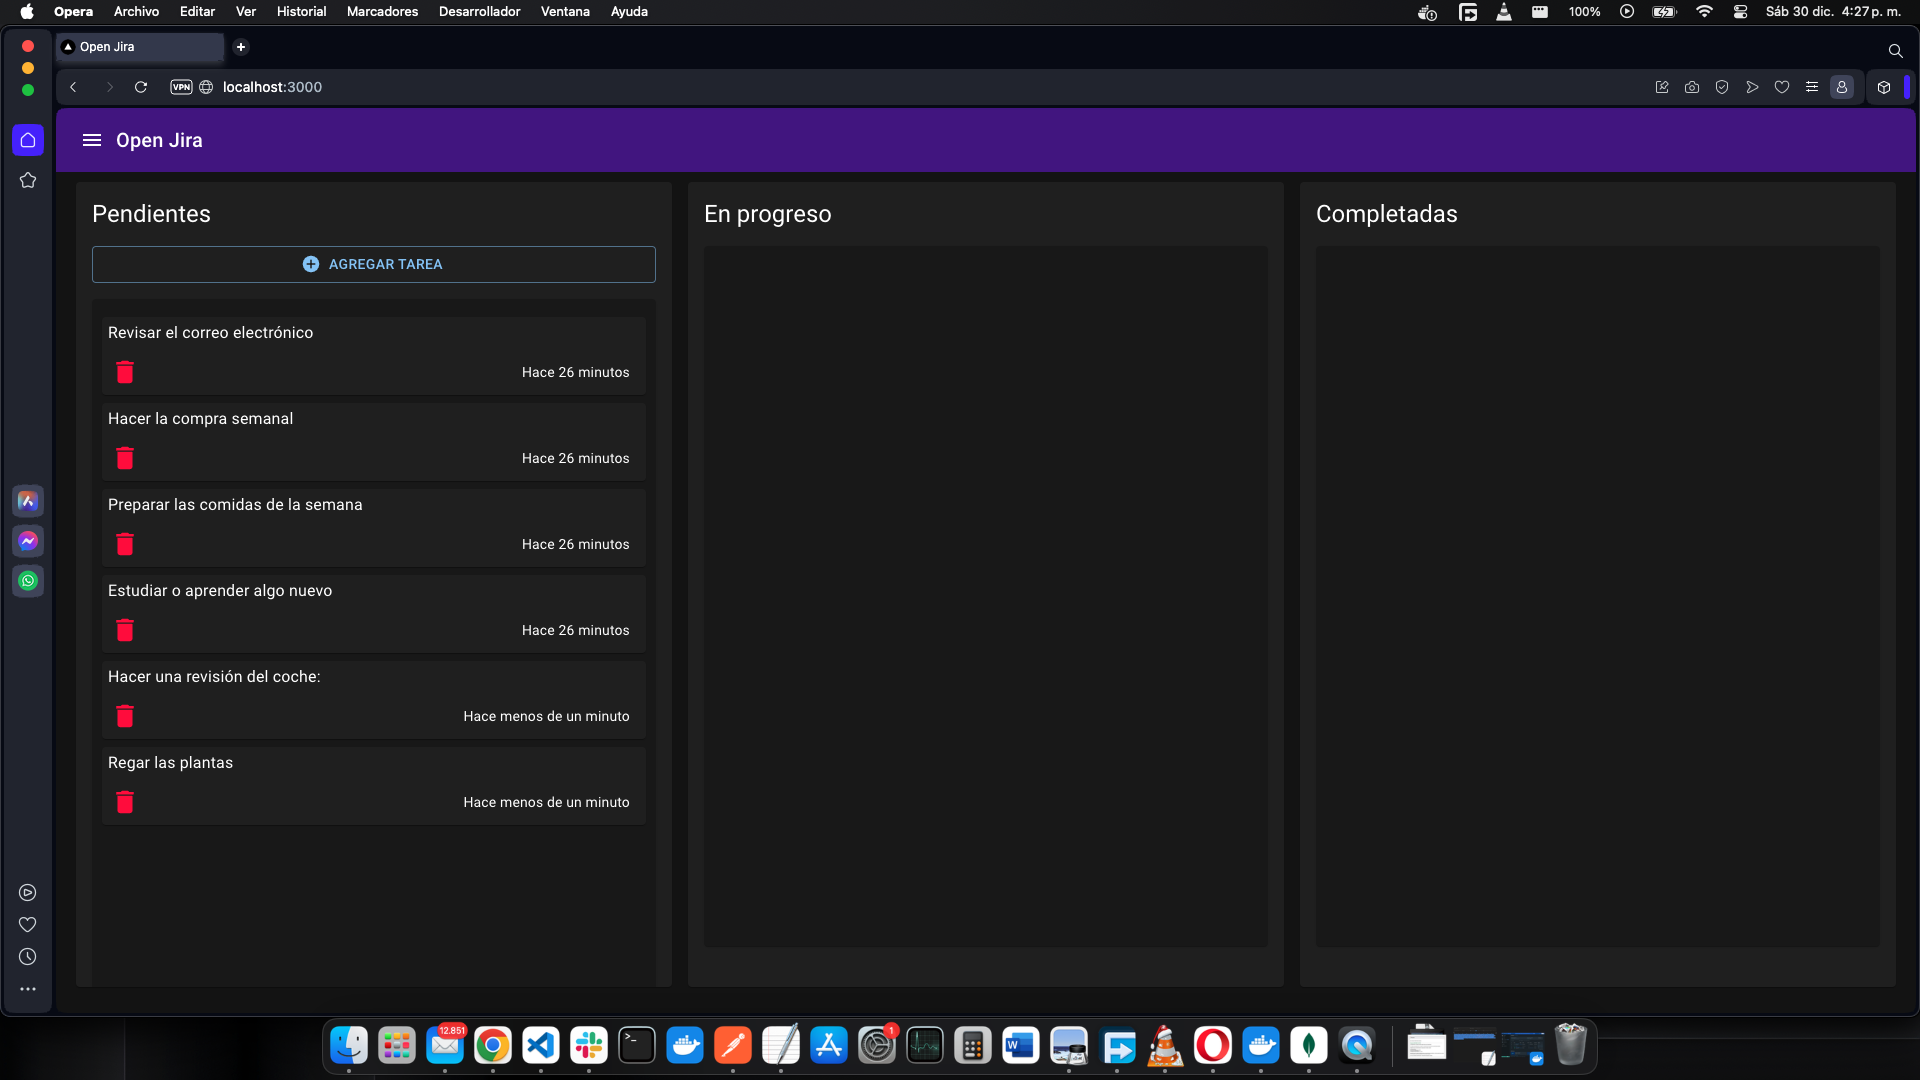 Opera Archivo Editar Ver Historial Marcadores Desarrollador Ventana Ayuda 100% Sáb 30 dic. 4:27 p. m.
Open Jira
VPN localhost:3000
Open Jira
Pendientes
AGREGAR TAREA
Revisar el correo electrónico
Hace 26 minutos
Hacer la compra semanal
Hace 26 minutos
Preparar las comidas de la semana
Hace 26 minutos
Estudiar o aprender algo nuevo
Hace 26 minutos
Hacer una revisión del coche:
Hace menos de un minuto
Regar las plantas
Hace menos de un minuto
En progreso
Completadas
12.851
1